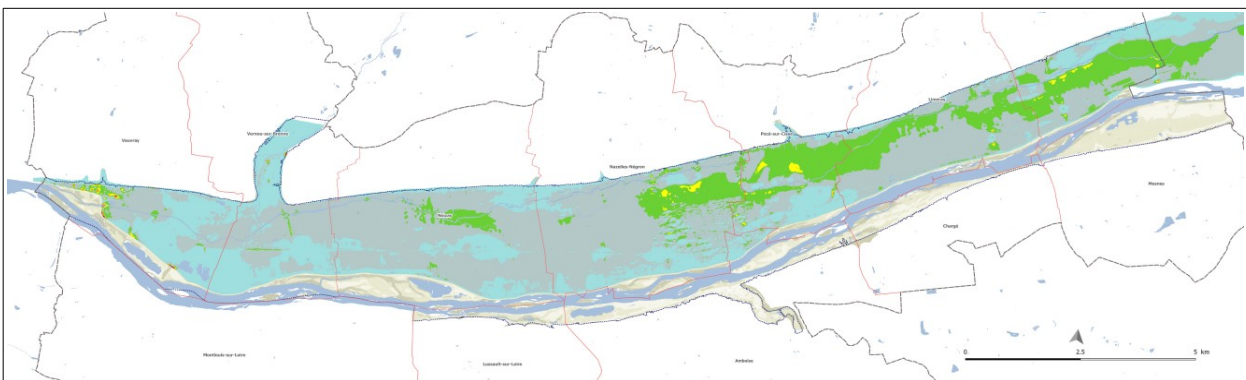 Vouvray
Vernou-sur-Brenne
Noizay
Nazelles-Négron
Pocé-sur-Cisse
Limeray
Chargé
Mosnes
Montlouis-sur-Loire
Lussault-sur-Loire
Amboise
0 2.5 5 km